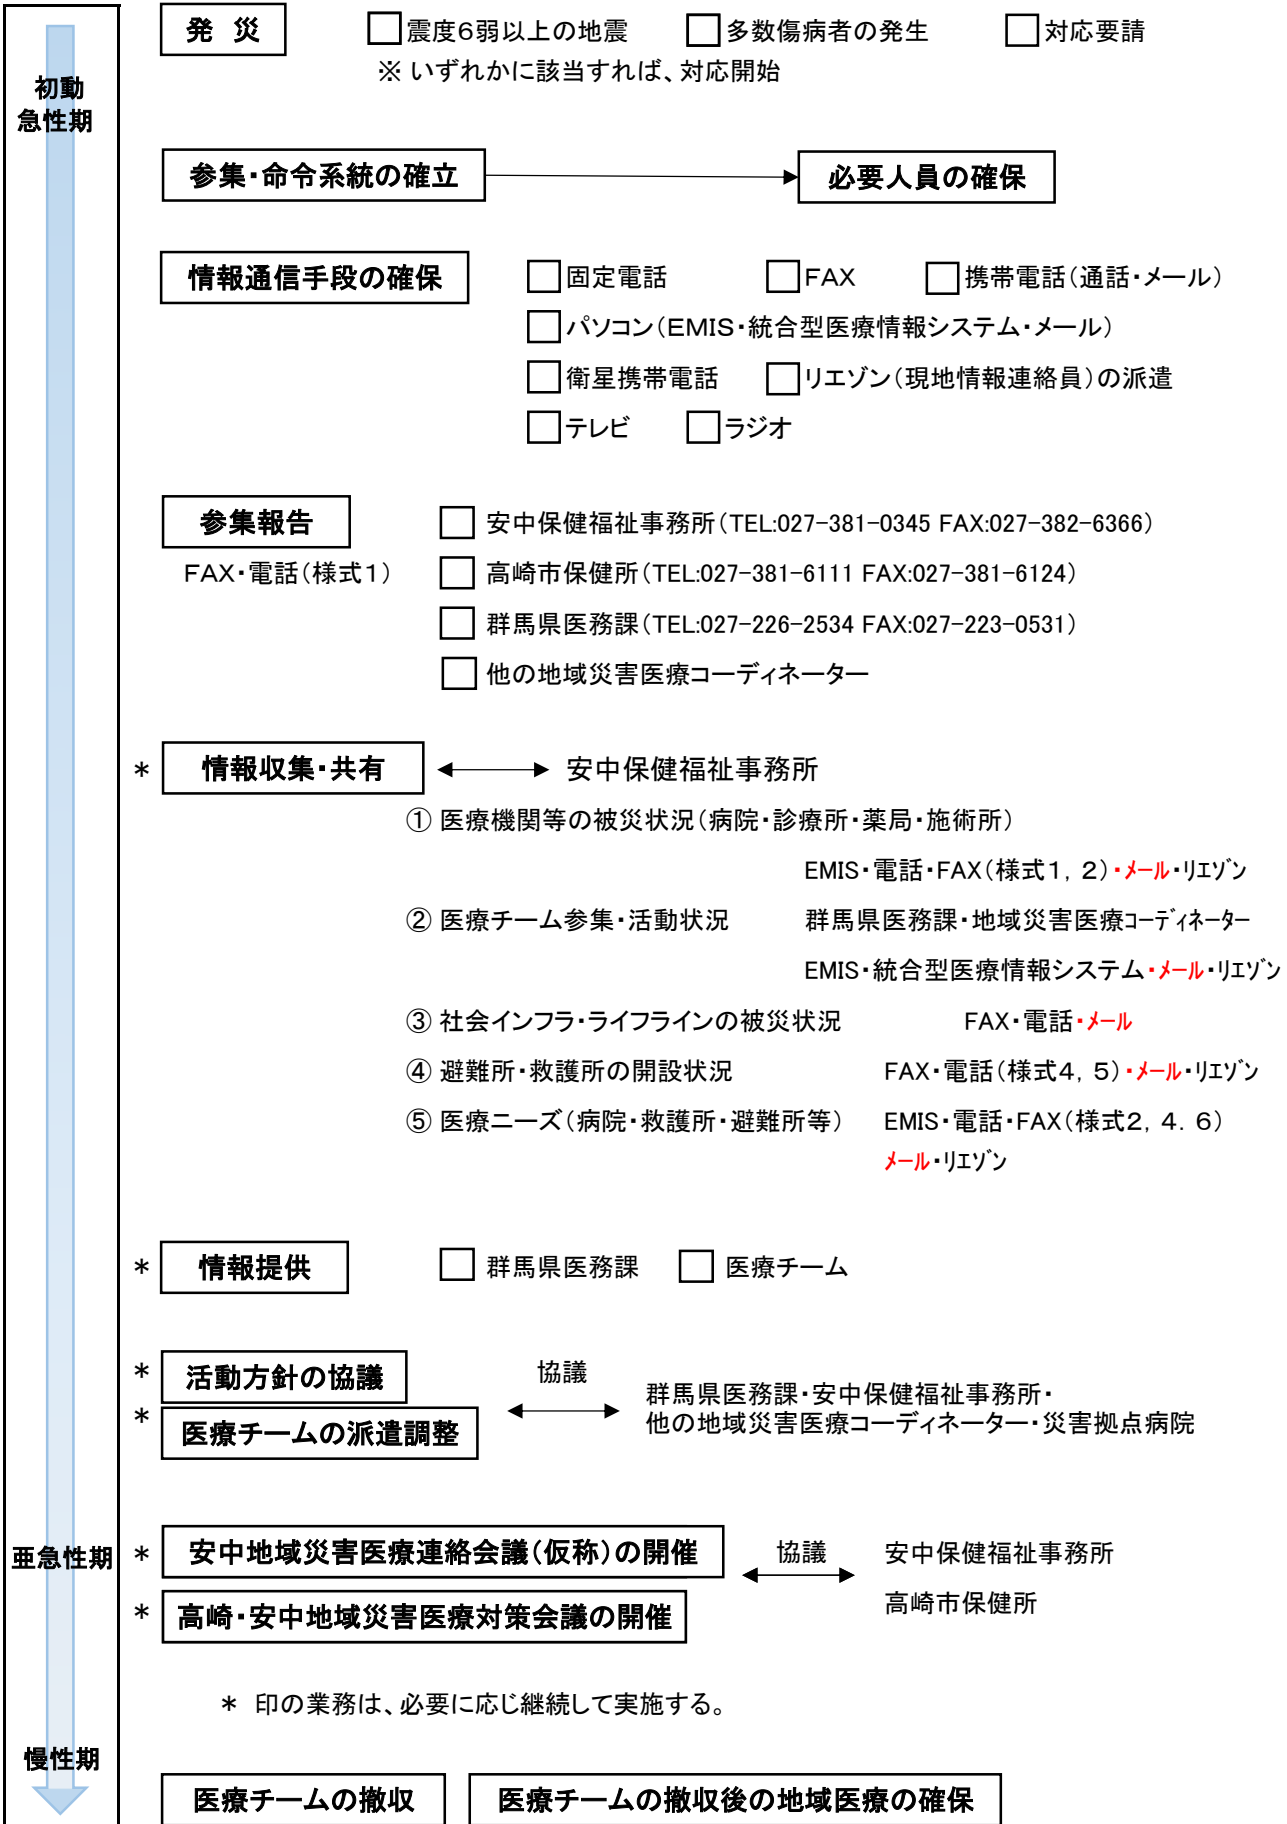 発 災 □震度６弱以上の地震 □多数傷病者の発生 □対応要請
※ いずれかに該当すれば、対応開始
初動
急性期
参集・命令系統の確立 必要人員の確保
情報通信手段の確保 □固定電話 □FAX □携帯電話（通話・メール）
□パソコン（EMIS・統合型医療情報システム・メール）
□衛星携帯電話 □リエゾン（現地情報連絡員）の派遣
□テレビ □ラジオ
参集報告 □ 安中保健福祉事務所（TEL:027-381-0345 FAX:027-382-6366）
FAX・電話（様式１） □ 高崎市保健所（TEL:027-381-6111 FAX:027-381-6124）
□ 群馬県医務課（TEL:027-226-2534 FAX:027-223-0531）
□ 他の地域災害医療コーディネーター
＊ 情報収集・共有 安中保健福祉事務所
① 医療機関等の被災状況（病院・診療所・薬局・施術所）
EMIS・電話・FAX（様式１，２）・ﾒｰﾙ・ﾘｴｿﾞﾝ
② 医療チーム参集・活動状況 群馬県医務課・地域災害医療ｺｰﾃﾞｨﾈｰﾀｰ
EMIS・統合型医療情報システム・ﾒｰﾙ・ﾘｴｿﾞﾝ
③ 社会インフラ・ライフラインの被災状況 FAX・電話・ﾒｰﾙ
④ 避難所・救護所の開設状況 FAX・電話（様式４，５）・ﾒｰﾙ・ﾘｴｿﾞﾝ
⑤ 医療ニーズ（病院・救護所・避難所等） EMIS・電話・FAX（様式２，４．６）
ﾒｰﾙ・ﾘｴｿﾞﾝ
＊ 情報提供 □ 群馬県医務課 □ 医療チーム
＊ 活動方針の協議 協議
群馬県医務課・安中保健福祉事務所・
＊ 医療チームの派遣調整 他の地域災害医療コーディネーター・災害拠点病院
亜急性期 ＊ 安中地域災害医療連絡会議（仮称）の開催 協議 安中保健福祉事務所
＊ 高崎・安中地域災害医療対策会議の開催 高崎市保健所
＊ 印の業務は、必要に応じ継続して実施する。
慢性期
医療チームの撤収 医療チームの撤収後の地域医療の確保